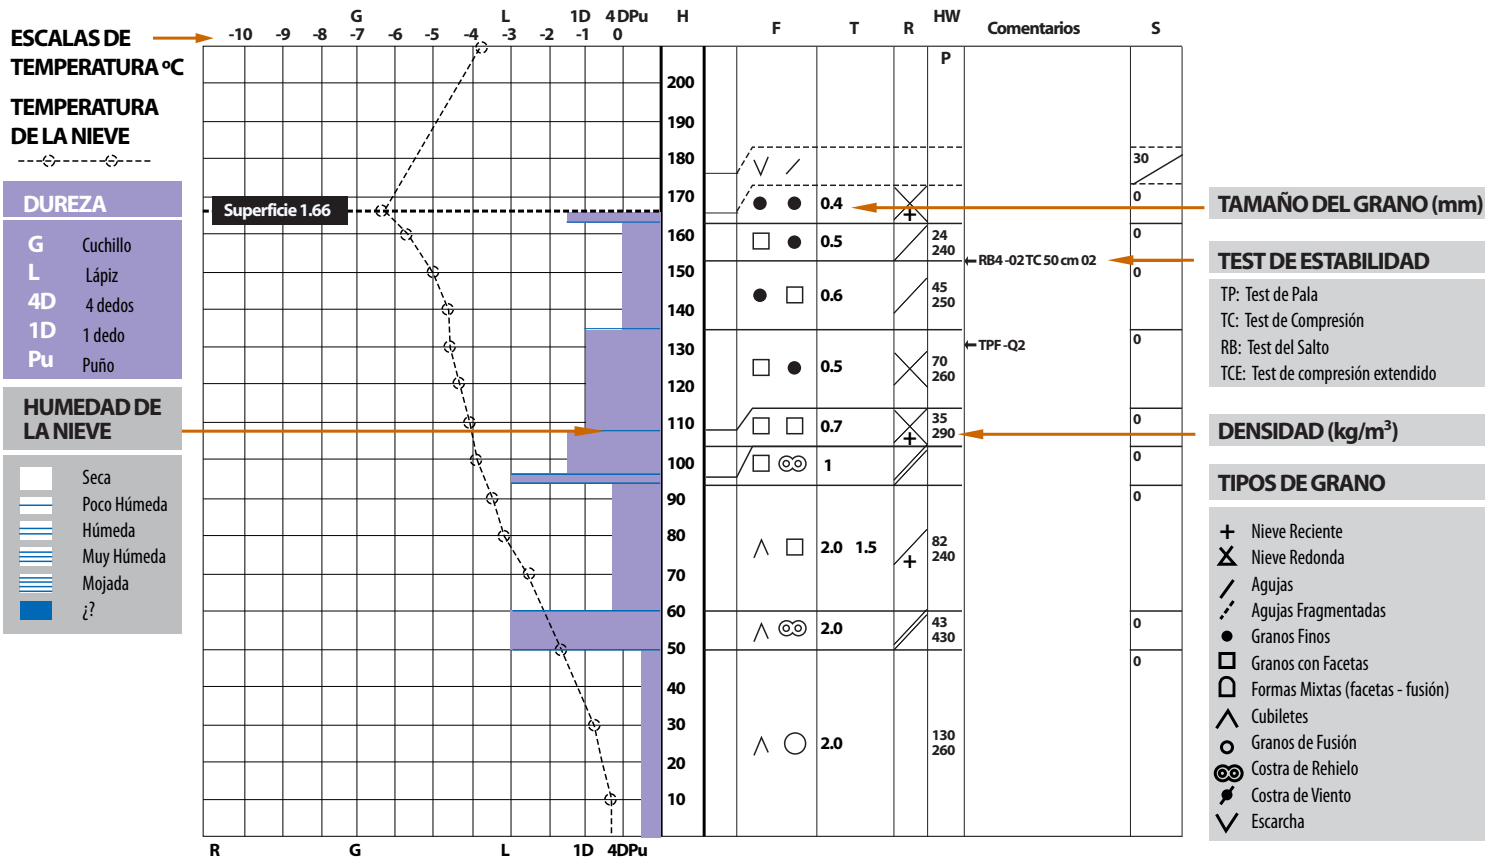 ESCALAS DE
TEMPERATURA ºC
TEMPERATURA
DE LA NIEVE
DUREZA
G Cuchillo
L Lápiz
4D 4 dedos
1D 1 dedo
Pu Puño
HUMEDAD DE
LA NIEVE
Seca
Poco Húmeda
Húmeda
Muy Húmeda
Mojada
¿?
G L 1D 4DPu H
-10 -9 -8 -7 -6 -5 -4 -3 -2 -1 0
Superficie 1.66
200
190
180
170
160
150
140
130
120
110
100
90
80
70
60
50
40
30
20
10
R G L 1D 4DPu
F T R HW Comentarios S
P
30
0.4 0
0.5 24 0
240
RB4 -02 TC 50 cm 02
0.6 45 0
250
TPF -Q2
0.5 70 0
260
0.7 35 0
290
1 0
2.0 1.5 82 0
240
2.0 43 0
430
2.0 130 0
260
TAMAÑO DEL GRANO (mm)
TEST DE ESTABILIDAD
TP: Test de Pala
TC: Test de Compresión
RB: Test del Salto
TCE: Test de compresión extendido
DENSIDAD (kg/m³)
TIPOS DE GRANO
Nieve Reciente
Nieve Redonda
Agujas
Agujas Fragmentadas
Granos Finos
Granos con Facetas
Formas Mixtas (facetas - fusión)
Cubiletes
Granos de Fusión
Costra de Rehielo
Costra de Viento
Escarcha